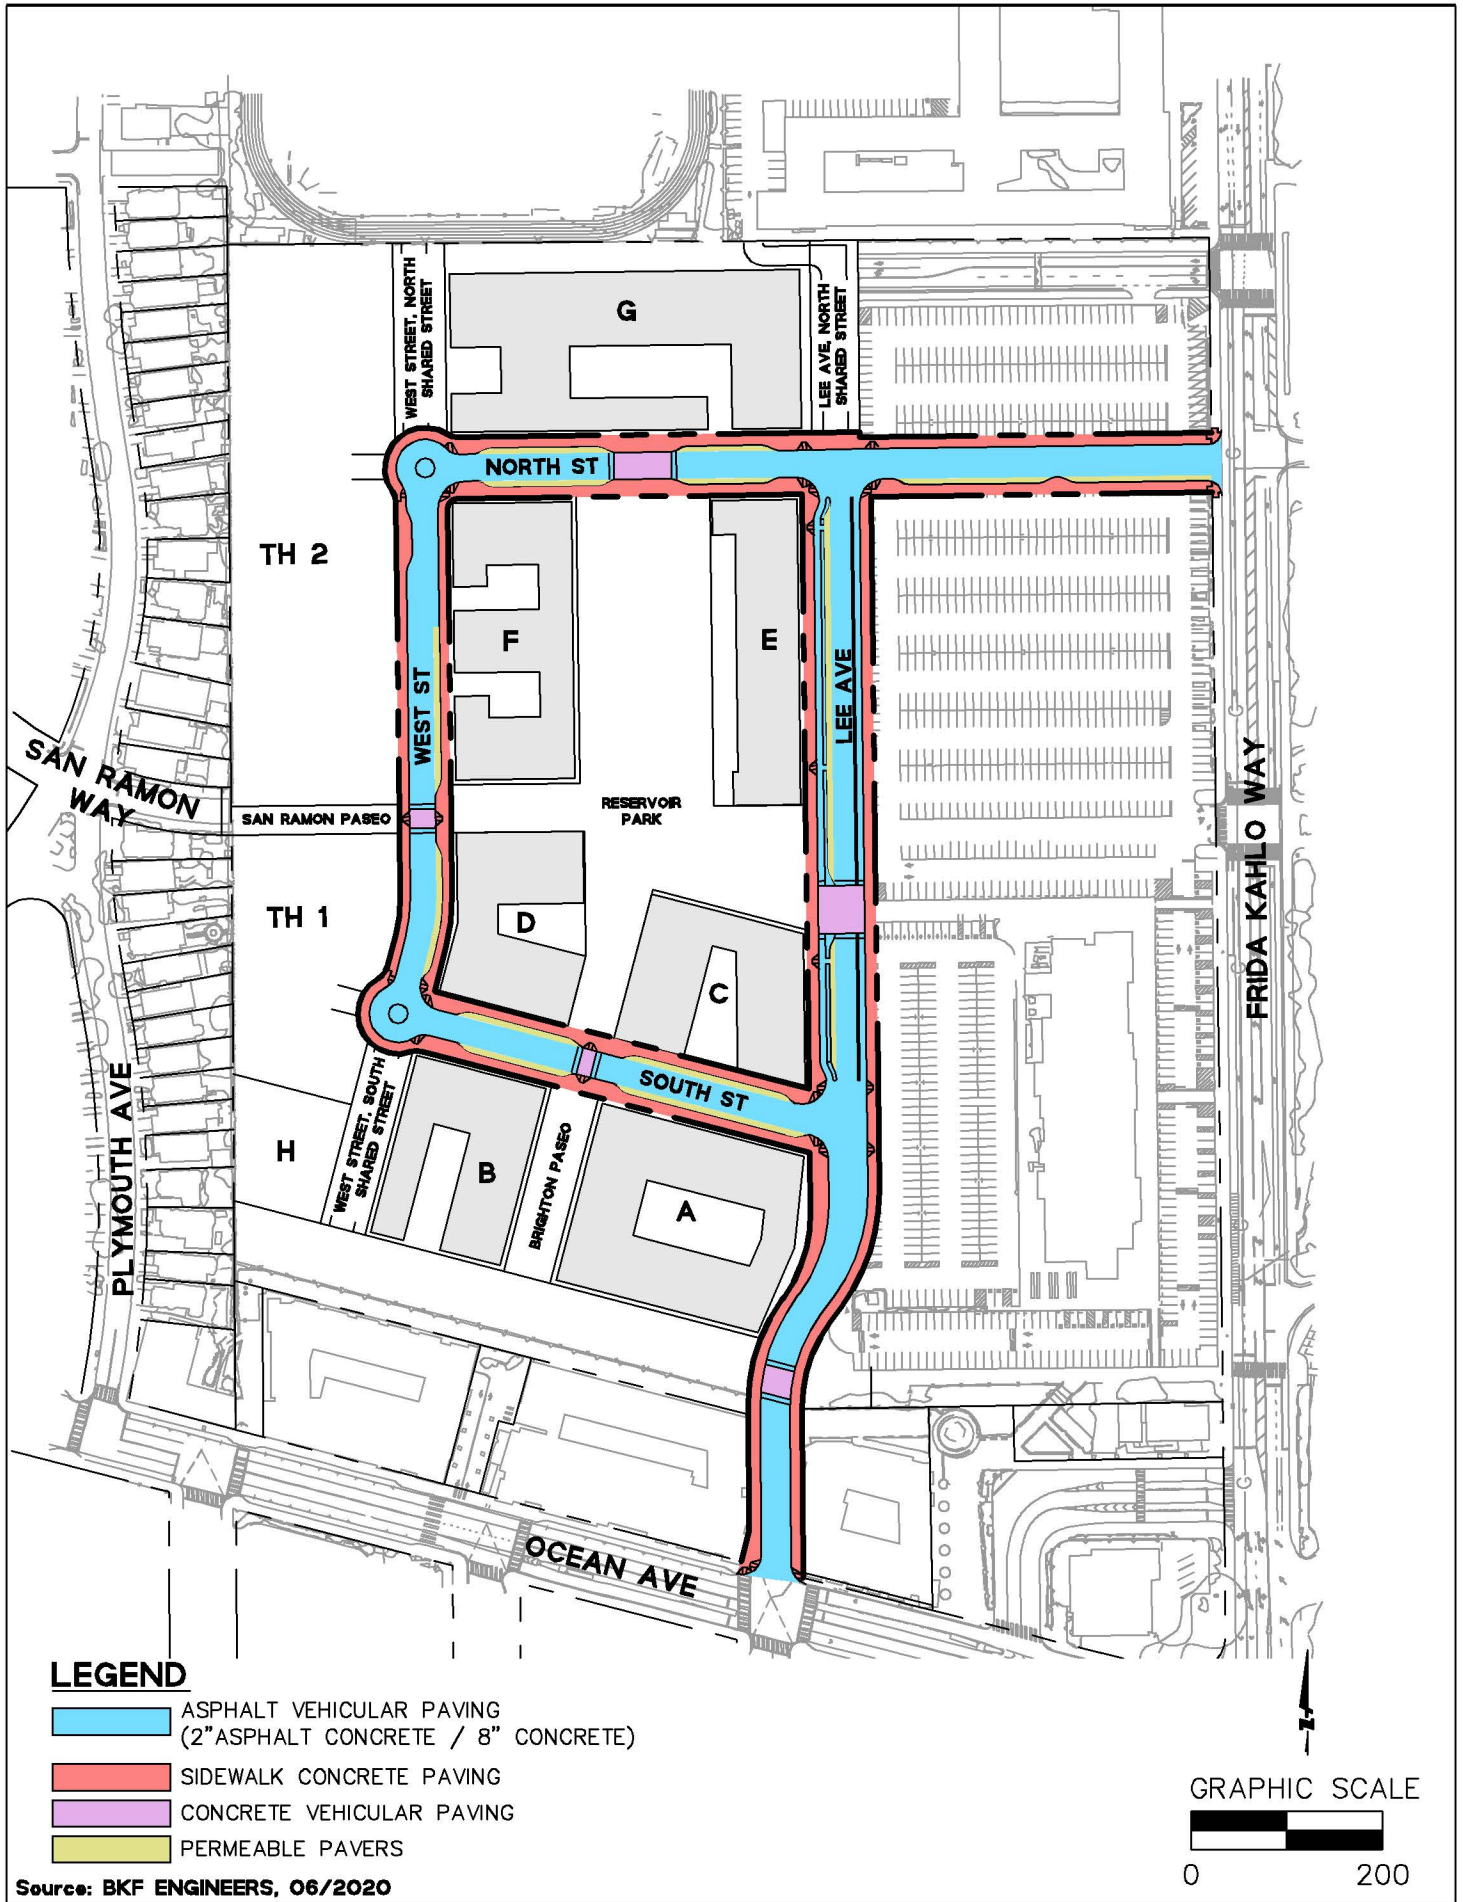 WEST STREET, NORTH
SHARED STREET
G
LEE AVE, NORTH
SHARED STREET
NORTH ST
TH 2
F
E
WEST ST
LEE AVE
SAN RAMON
WAY
SAN RAMON PASEO
RESERVOIR
PARK
FRIDA KAHLO WAY
TH 1
D
C
SOUTH ST
PLYMOUTH AVE
H
WEST STREET, SOUTH
SHARED STREET
B
BRIGHTON PASEO
A
OCEAN AVE
LEGEND
ASPHALT VEHICULAR PAVING
(2"ASPHALT CONCRETE / 8" CONCRETE)
SIDEWALK CONCRETE PAVING
CONCRETE VEHICULAR PAVING
PERMEABLE PAVERS
Source: BKF ENGINEERS, 06/2020
Z
GRAPHIC SCALE
0 200